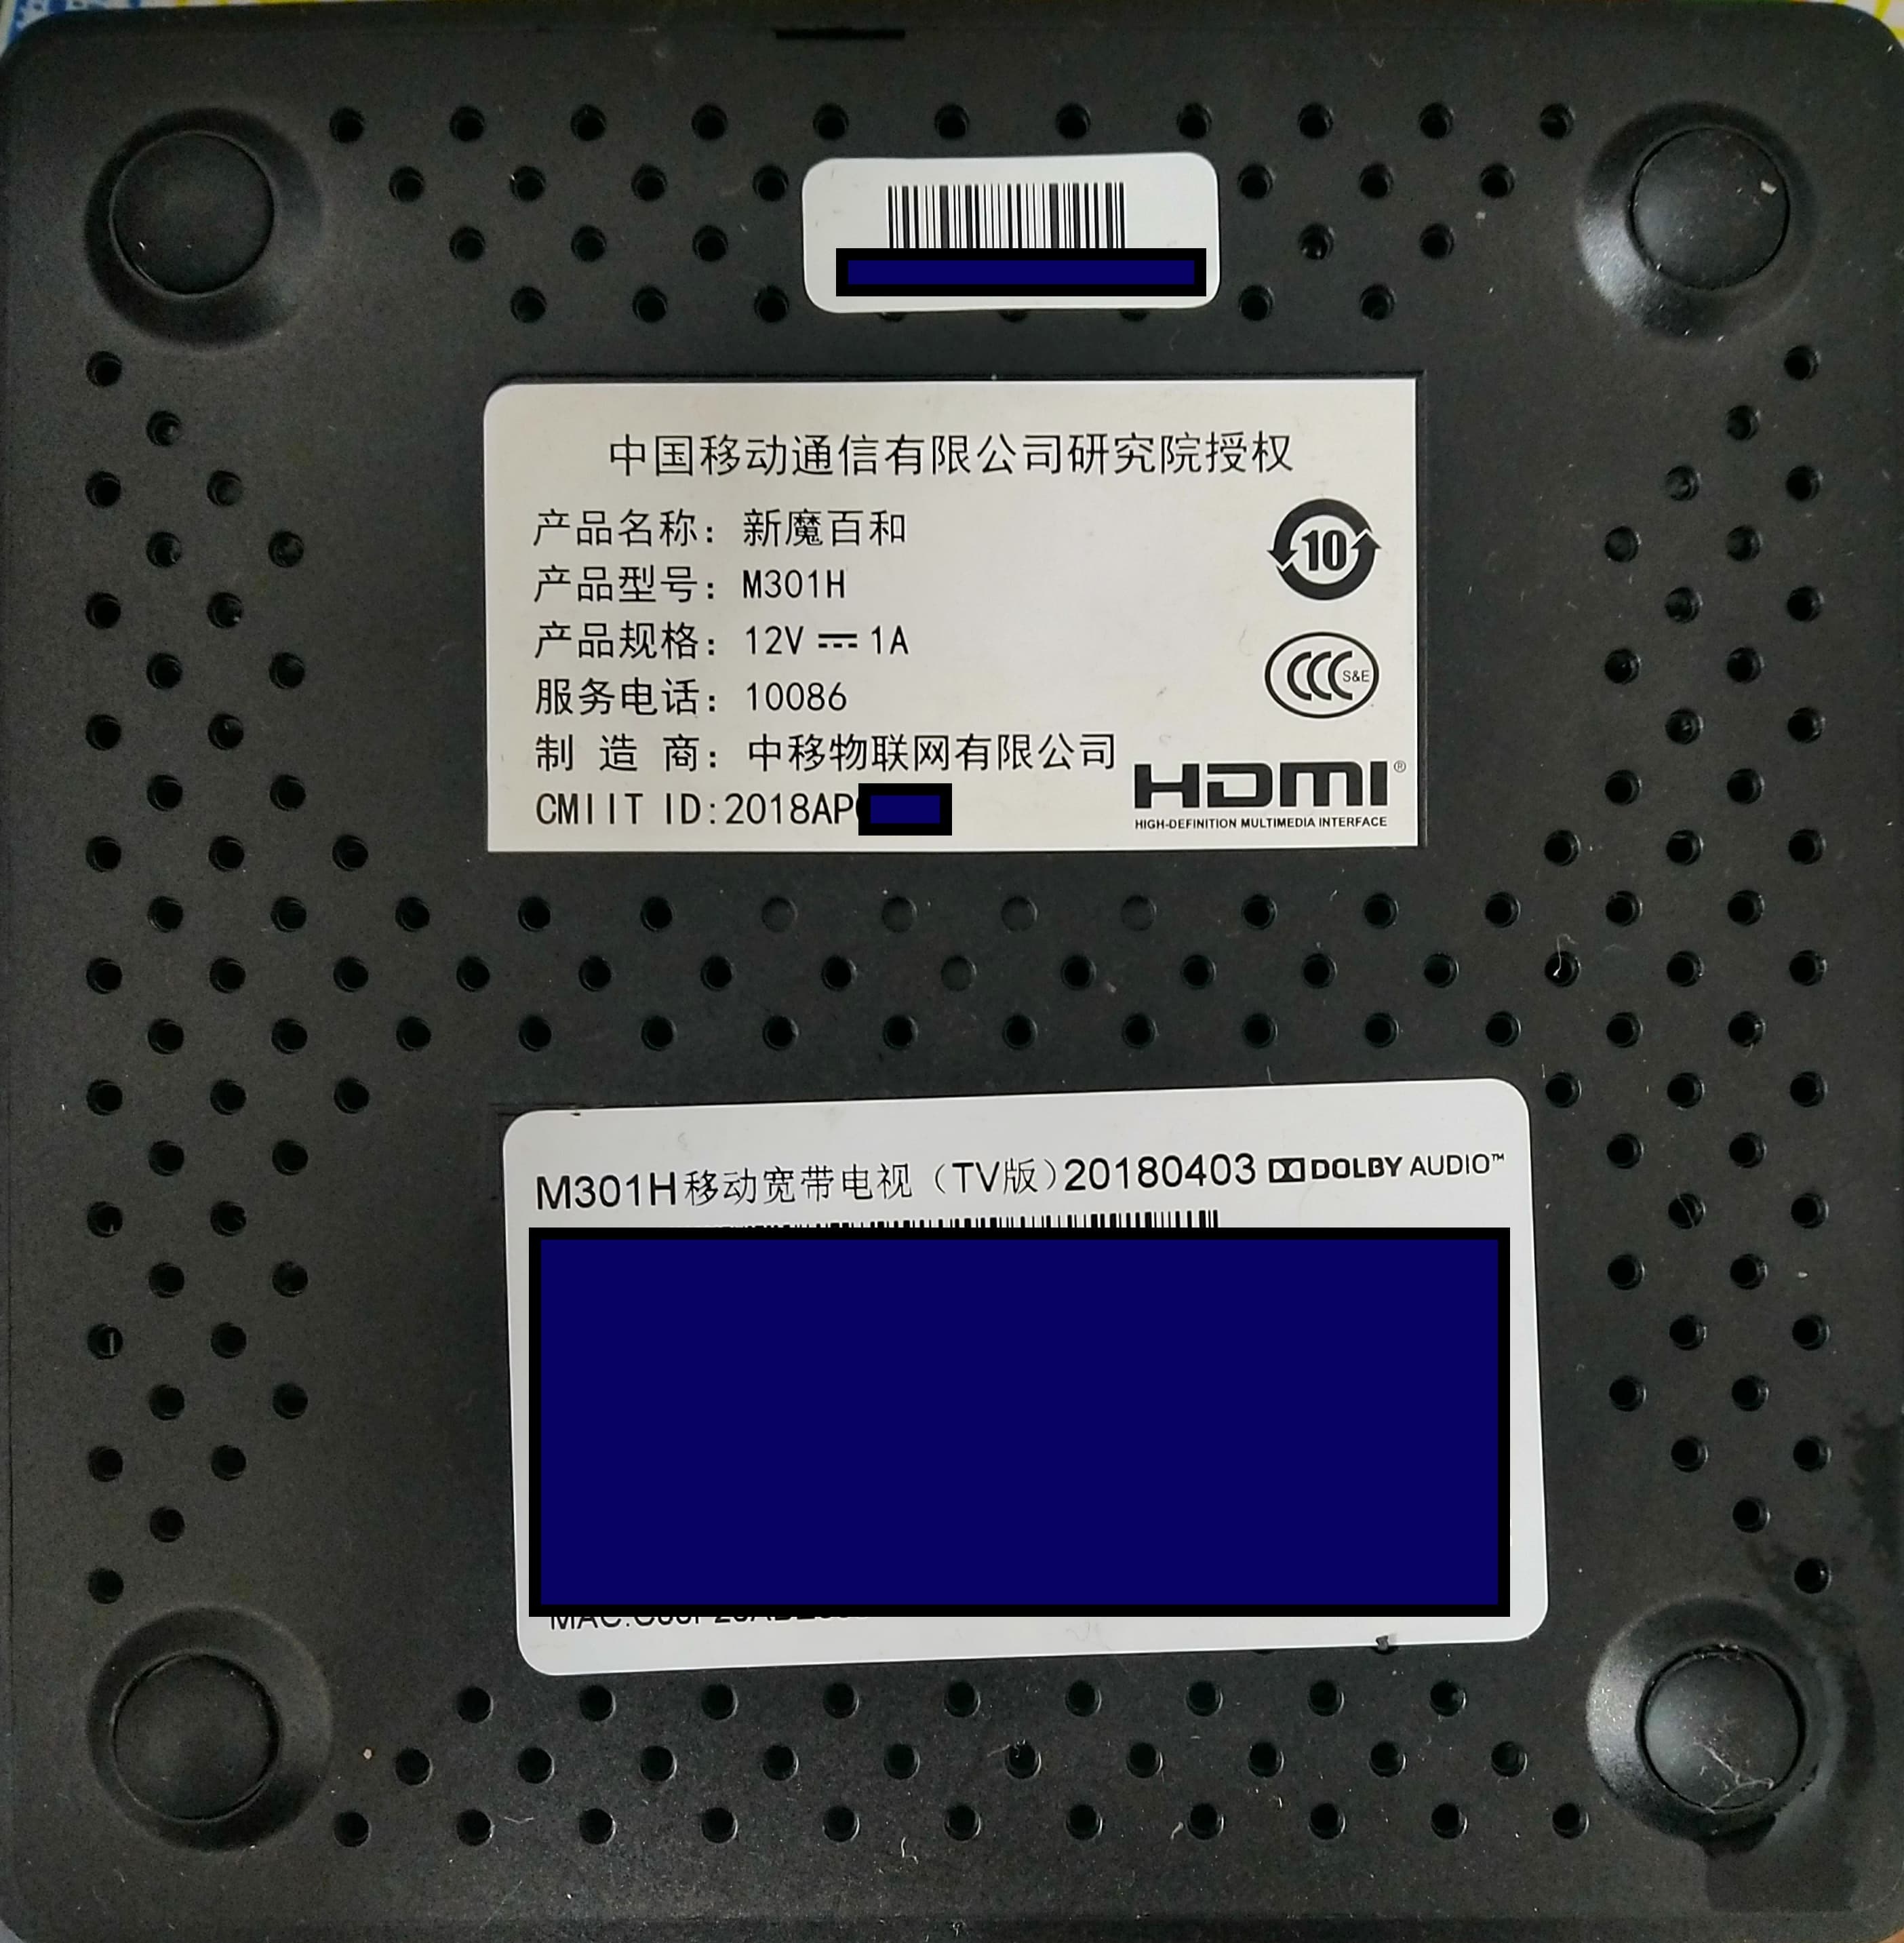 中国移动通信有限公司研究院授权
产品名称：新魔百和
产品型号：M301H
产品规格：12V ⎓ 1A
服务电话：10086
制 造 商：中移物联网有限公司
CMIIT ID:2018AP
10
CCC S&E
HDMI®
HIGH-DEFINITION MULTIMEDIA INTERFACE
M301H移动宽带电视（TV版）20180403 DOLBY AUDIO™
MAC: